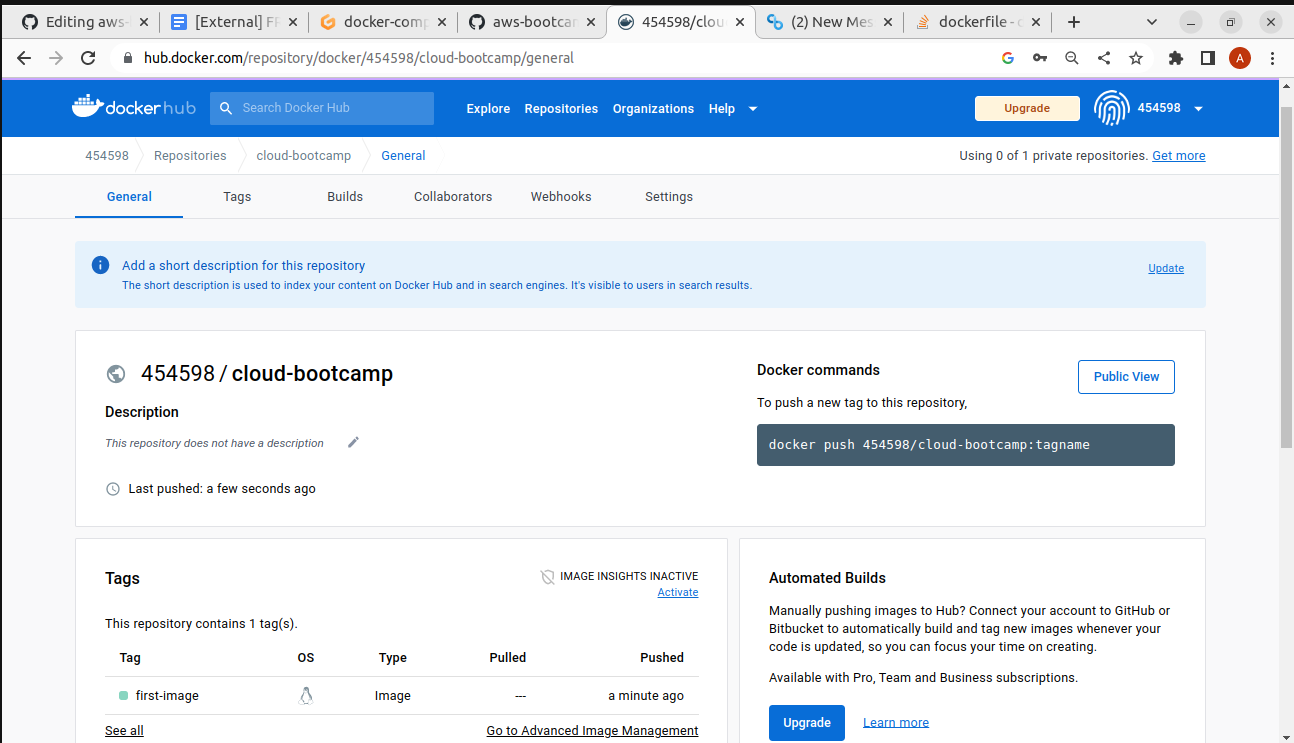 Editing aws-
[External] F
docker-comp
aws-bootcar
454598/clou
(2) New Mes
dockerfile - c
hub.docker.com/repository/docker/454598/cloud-bootcamp/general
A
dockerhub
Search Docker Hub
Explore Repositories Organizations Help
Upgrade
454598
454598 Repositories cloud-bootcamp General
Using 0 of 1 private repositories. Get more
General Tags Builds Collaborators Webhooks Settings
Add a short description for this repository
Update
The short description is used to index your content on Docker Hub and in search engines. It's visible to users in search results.
454598 / cloud-bootcamp
Description
This repository does not have a description
Last pushed: a few seconds ago
Docker commands
Public View
To push a new tag to this repository,
docker push 454598/cloud-bootcamp:tagname
Tags
IMAGE INSIGHTS INACTIVE
Activate
This repository contains 1 tag(s).
Tag OS Type Pulled Pushed
first-image Image --- a minute ago
See all
Go to Advanced Image Management
Automated Builds
Manually pushing images to Hub? Connect your account to GitHub or
Bitbucket to automatically build and tag new images whenever your
code is updated, so you can focus your time on creating.
Available with Pro, Team and Business subscriptions.
Upgrade
Learn more